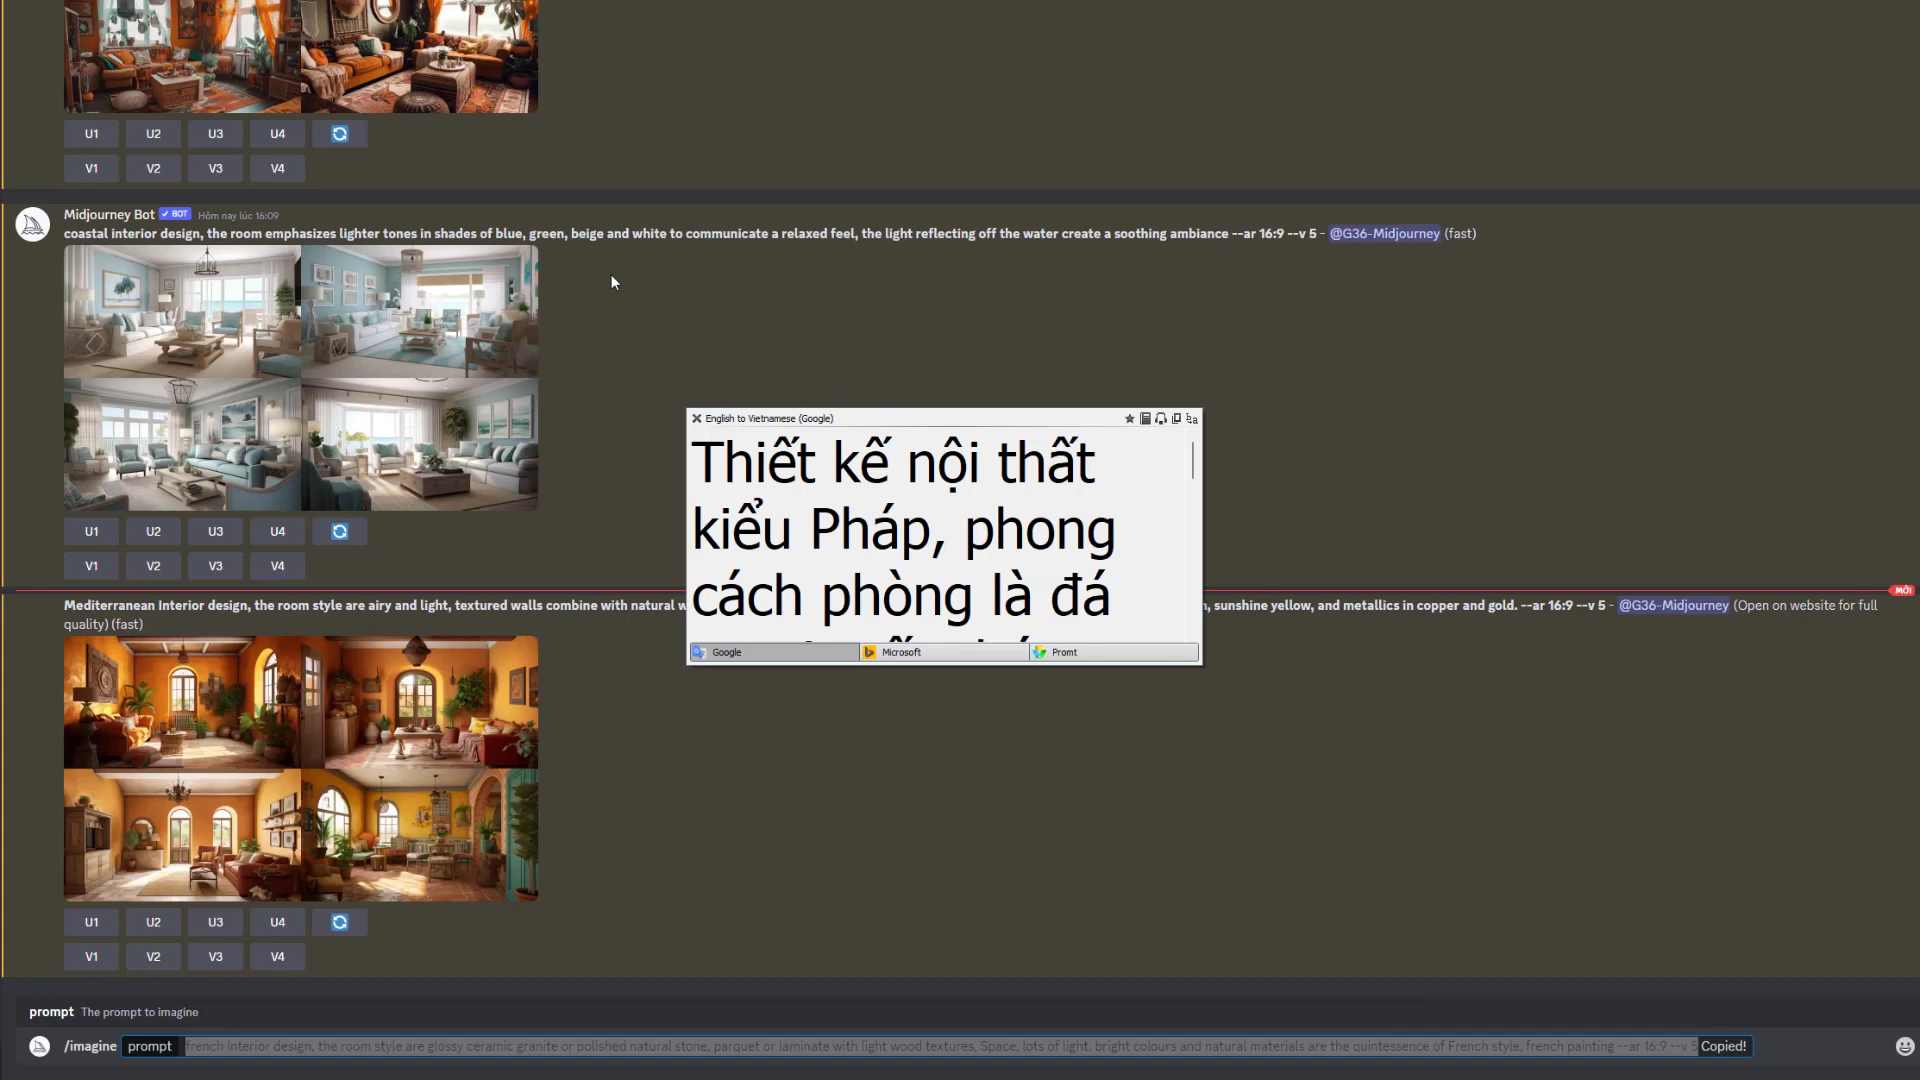 U1 U2 U3 U4
V1 V2 V3 V4
Midjourney Bot ✓ BOT Hôm nay lúc 16:09
coastal interior design, the room emphasizes lighter tones in shades of blue, green, beige and white to communicate a relaxed feel, the light reflecting off the water create a soothing ambiance --ar 16:9 --v 5 - @G36-Midjourney (fast)
English to Vietnamese (Google)
Thiết kế nội thất
kiểu Pháp, phong
cách phòng là đá
Google Microsoft Promt
U1 U2 U3 U4
V1 V2 V3 V4
MỚI
Mediterranean Interior design, the room style are airy and light, textured walls combine with natural
sunshine yellow, and metallics in copper and gold. --ar 16:9 --v 5 - @G36-Midjourney (Open on website for full
quality) (fast)
U1 U2 U3 U4
V1 V2 V3 V4
prompt The prompt to imagine
/imagine prompt french Interior design, the room style are glossy ceramic granite or polished natural stone, parquet or laminate with light wood textures, Space, lots of light, bright colours and natural materials are the quintessence of French style, french painting --ar 16:9 --v 5 Copied!